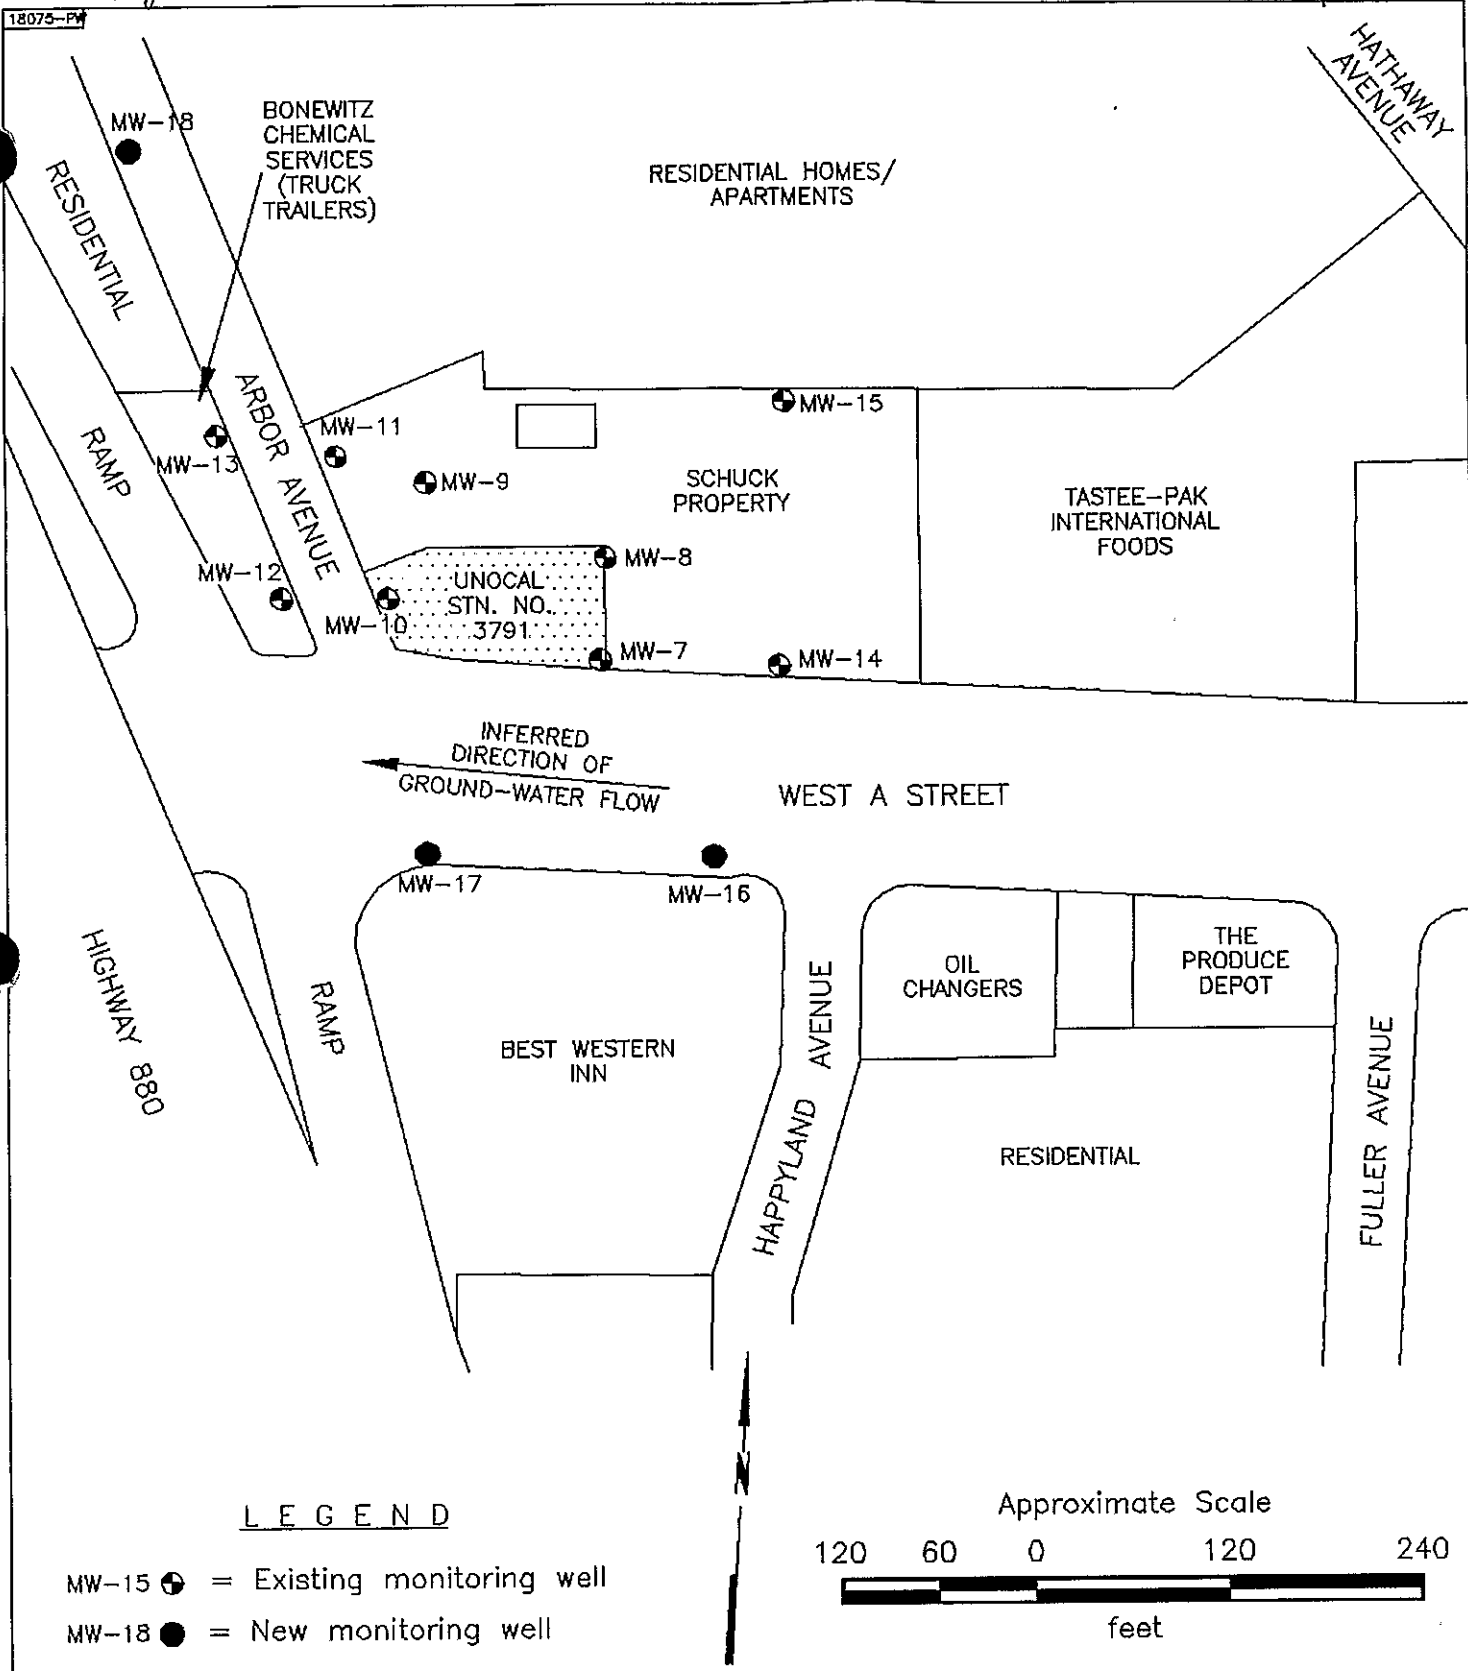 18075-PW
HATHAWAY
AVENUE
MW-18
BONEWITZ
CHEMICAL
SERVICES
(TRUCK
TRAILERS)
RESIDENTIAL HOMES/
APARTMENTS
RESIDENTIAL
ARBOR AVENUE
RAMP
MW-13
MW-11
MW-9
MW-15
SCHUCK
PROPERTY
TASTEE-PAK
INTERNATIONAL
FOODS
MW-12
MW-10
UNOCAL
STN. NO.
3791
MW-8
MW-7
MW-14
INFERRED
DIRECTION OF
GROUND-WATER FLOW
WEST A STREET
MW-17
MW-16
HIGHWAY 880
RAMP
BEST WESTERN
INN
HAPPYLAND AVENUE
OIL
CHANGERS
THE
PRODUCE
DEPOT
RESIDENTIAL
FULLER AVENUE
N
LEGEND
MW-15 = Existing monitoring well
MW-18 = New monitoring well
Approximate Scale
120 60 0 120 240
feet